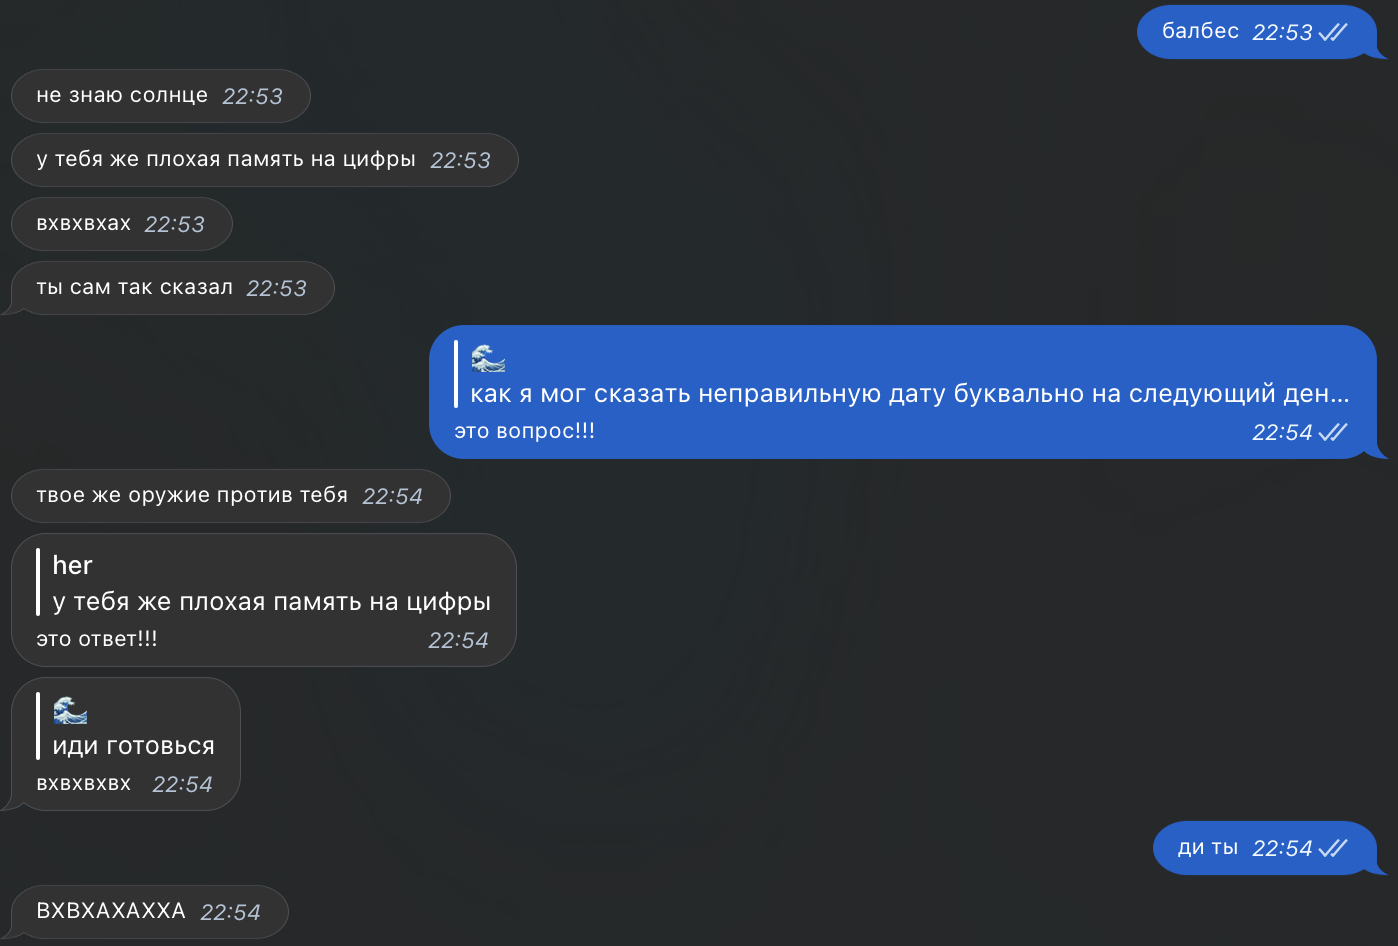 балбес 22:53
не знаю солнце 22:53
у тебя же плохая память на цифры 22:53
вхвхвхах 22:53
ты сам так сказал 22:53
🌊
как я мог сказать неправильную дату буквально на следующий ден...
это вопрос!!! 22:54
твое же оружие против тебя 22:54
her
у тебя же плохая память на цифры
это ответ!!! 22:54
🌊
иди готовься
вхвхвхвх 22:54
ди ты 22:54
ВХВХАХАХХА 22:54